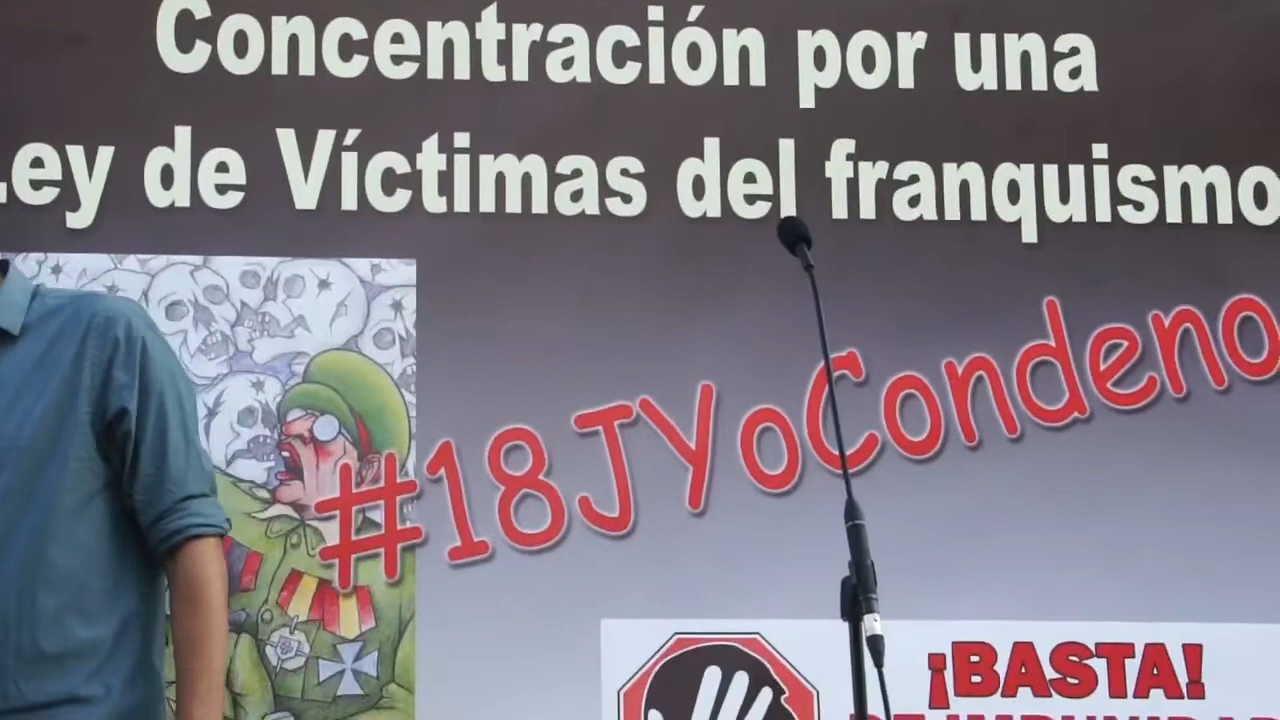 Concentración por una
Ley de Víctimas del franquismo
#18JYoCondeno
¡BASTA!